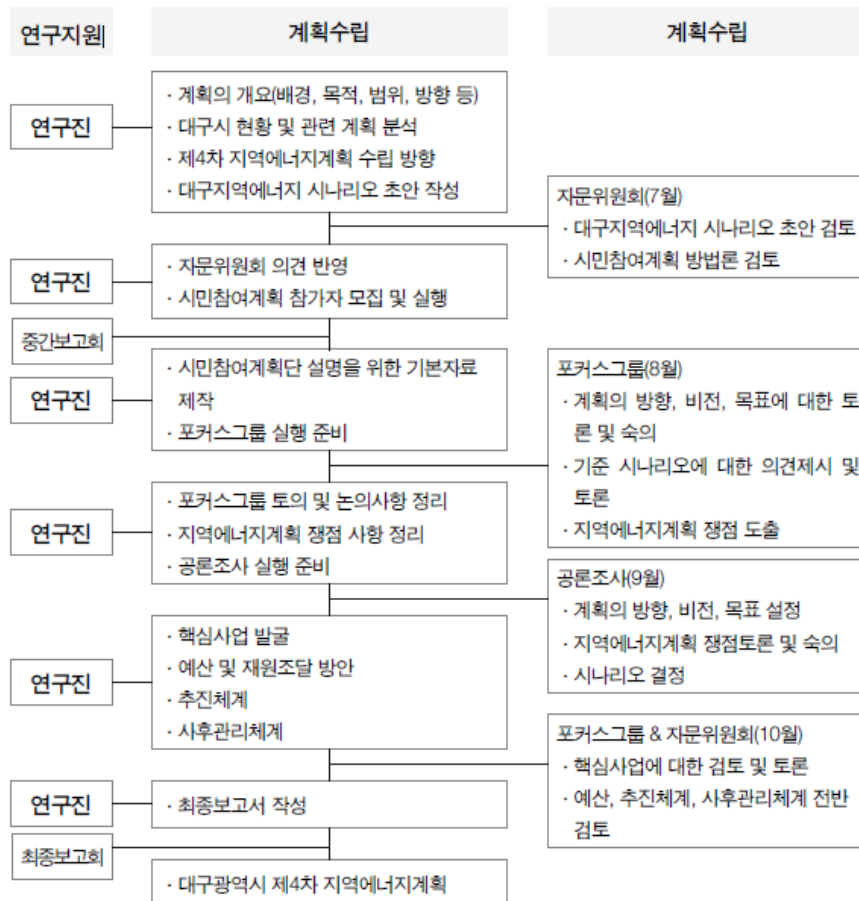 연구지원
계획수립
계획수립
연구진
· 계획의 개요(배경, 목적, 범위, 방향 등)
· 대구시 현황 및 관련 계획 분석
· 제4차 지역에너지계획 수립 방향
· 대구지역에너지 시나리오 초안 작성
자문위원회(7월)
· 대구지역에너지 시나리오 초안 검토
· 시민참여계획 방법론 검토
연구진
· 자문위원회 의견 반영
· 시민참여계획 참가자 모집 및 실행
중간보고회
연구진
· 시민참여계획단 설명을 위한 기본자료
제작
· 포커스그룹 실행 준비
포커스그룹(8월)
· 계획의 방향, 비전, 목표에 대한 토
론 및 숙의
· 기준 시나리오에 대한 의견제시 및
토론
· 지역에너지계획 쟁점 도출
연구진
· 포커스그룹 토의 및 논의사항 정리
· 지역에너지계획 쟁점 사항 정리
· 공론조사 실행 준비
공론조사(9월)
· 계획의 방향, 비전, 목표 설정
· 지역에너지계획 쟁점토론 및 숙의
· 시나리오 결정
연구진
· 핵심사업 발굴
· 예산 및 재원조달 방안
· 추진체계
· 사후관리체계
포커스그룹 & 자문위원회(10월)
· 핵심사업에 대한 검토 및 토론
· 예산, 추진체계, 사후관리체계 전반
검토
연구진
· 최종보고서 작성
최종보고회
· 대구광역시 제4차 지역에너지계획